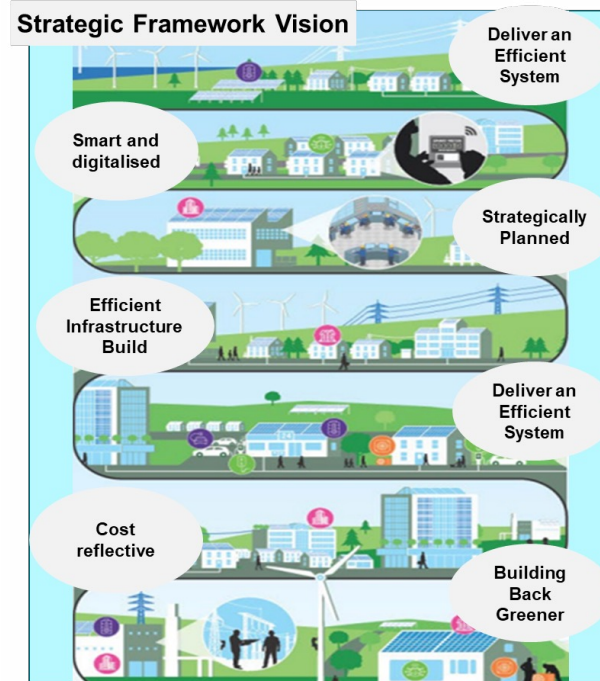 Strategic Framework Vision
Deliver an
Efficient
System
Smart and
digitalised
Strategically
Planned
Efficient
Infrastructure
Build
Deliver an
Efficient
System
24
Cost
reflective
Building
Back
Greener